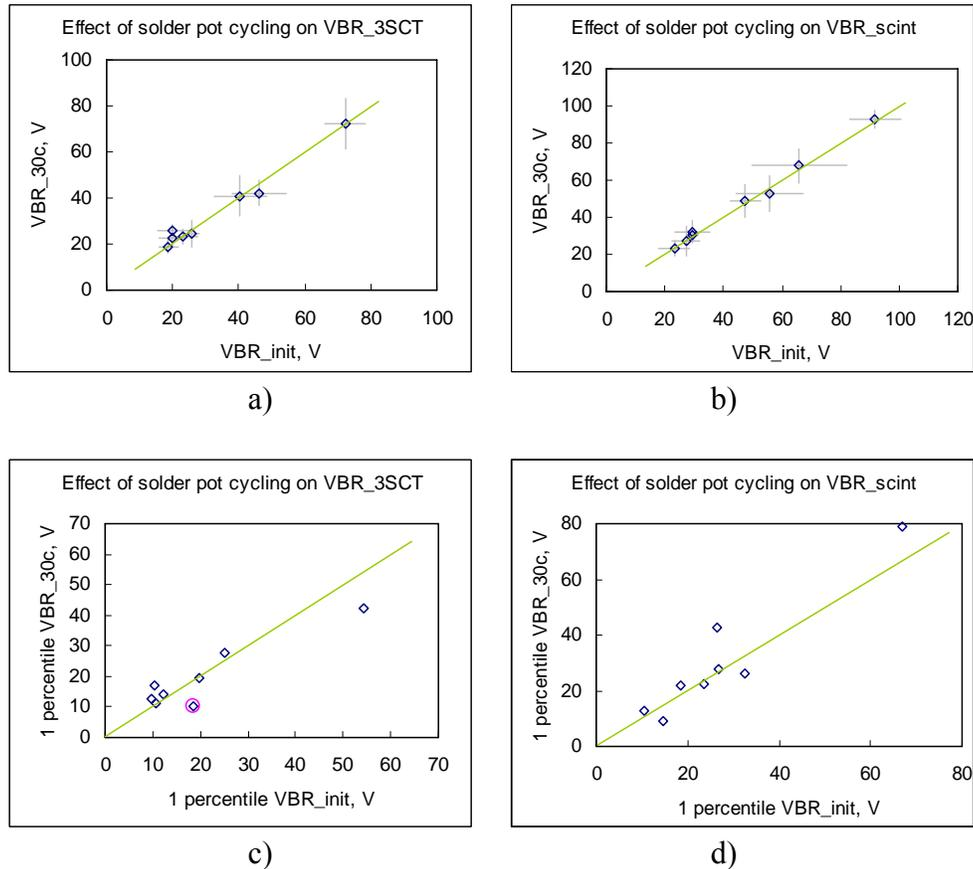 Effect of solder pot cycling on VBR_3SCT
100
80
60
40
20
0
VBR_30c, V
0 20 40 60 80 100
VBR_init, V
a)
Effect of solder pot cycling on VBR_scint
120
100
80
60
40
20
0
VBR_30c, V
0 20 40 60 80 100 120
VBR_init, V
b)
Effect of solder pot cycling on VBR_3SCT
70
60
50
40
30
20
10
0
1 percentile VBR_30c, V
0 10 20 30 40 50 60 70
1 percentile VBR_init, V
c)
Effect of solder pot cycling on VBR_scint
80
60
40
20
0
1 percentile VBR_30c, V
0 20 40 60 80
1 percentile VBR_init, V
d)